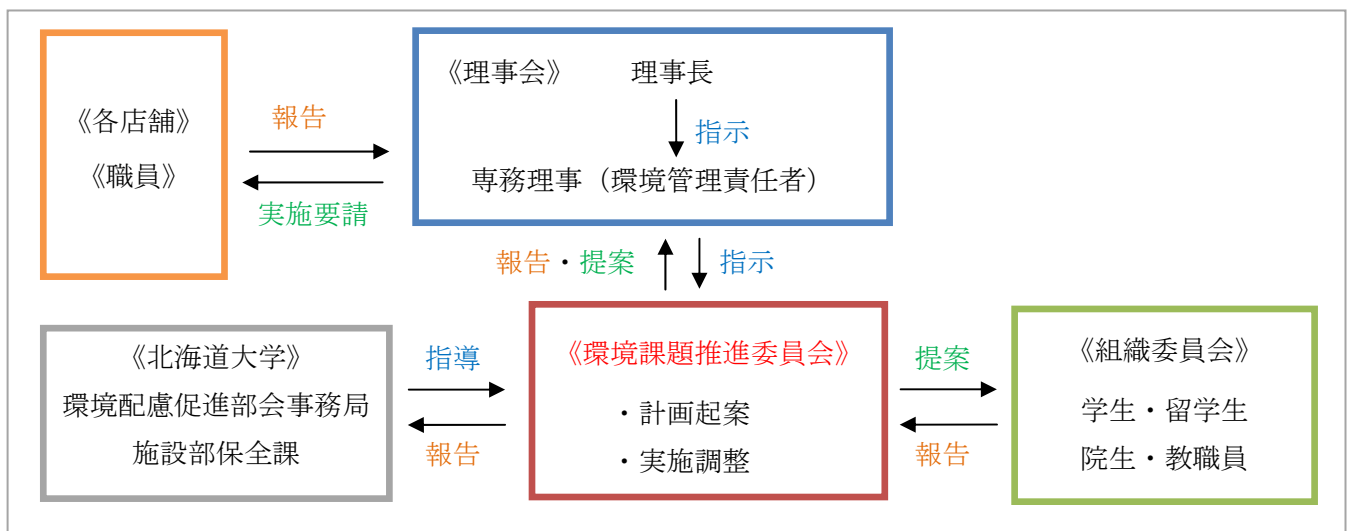 《各店舗》
《職員》
報告
実施要請
《理事会》 理事長
指示
専務理事(環境管理責任者)
報告・提案
指示
《北海道大学》
環境配慮促進部会事務局
施設部保全課
指導
報告
《環境課題推進委員会》
・計画起案
・実施調整
提案
報告
《組織委員会》
学生・留学生
院生・教職員